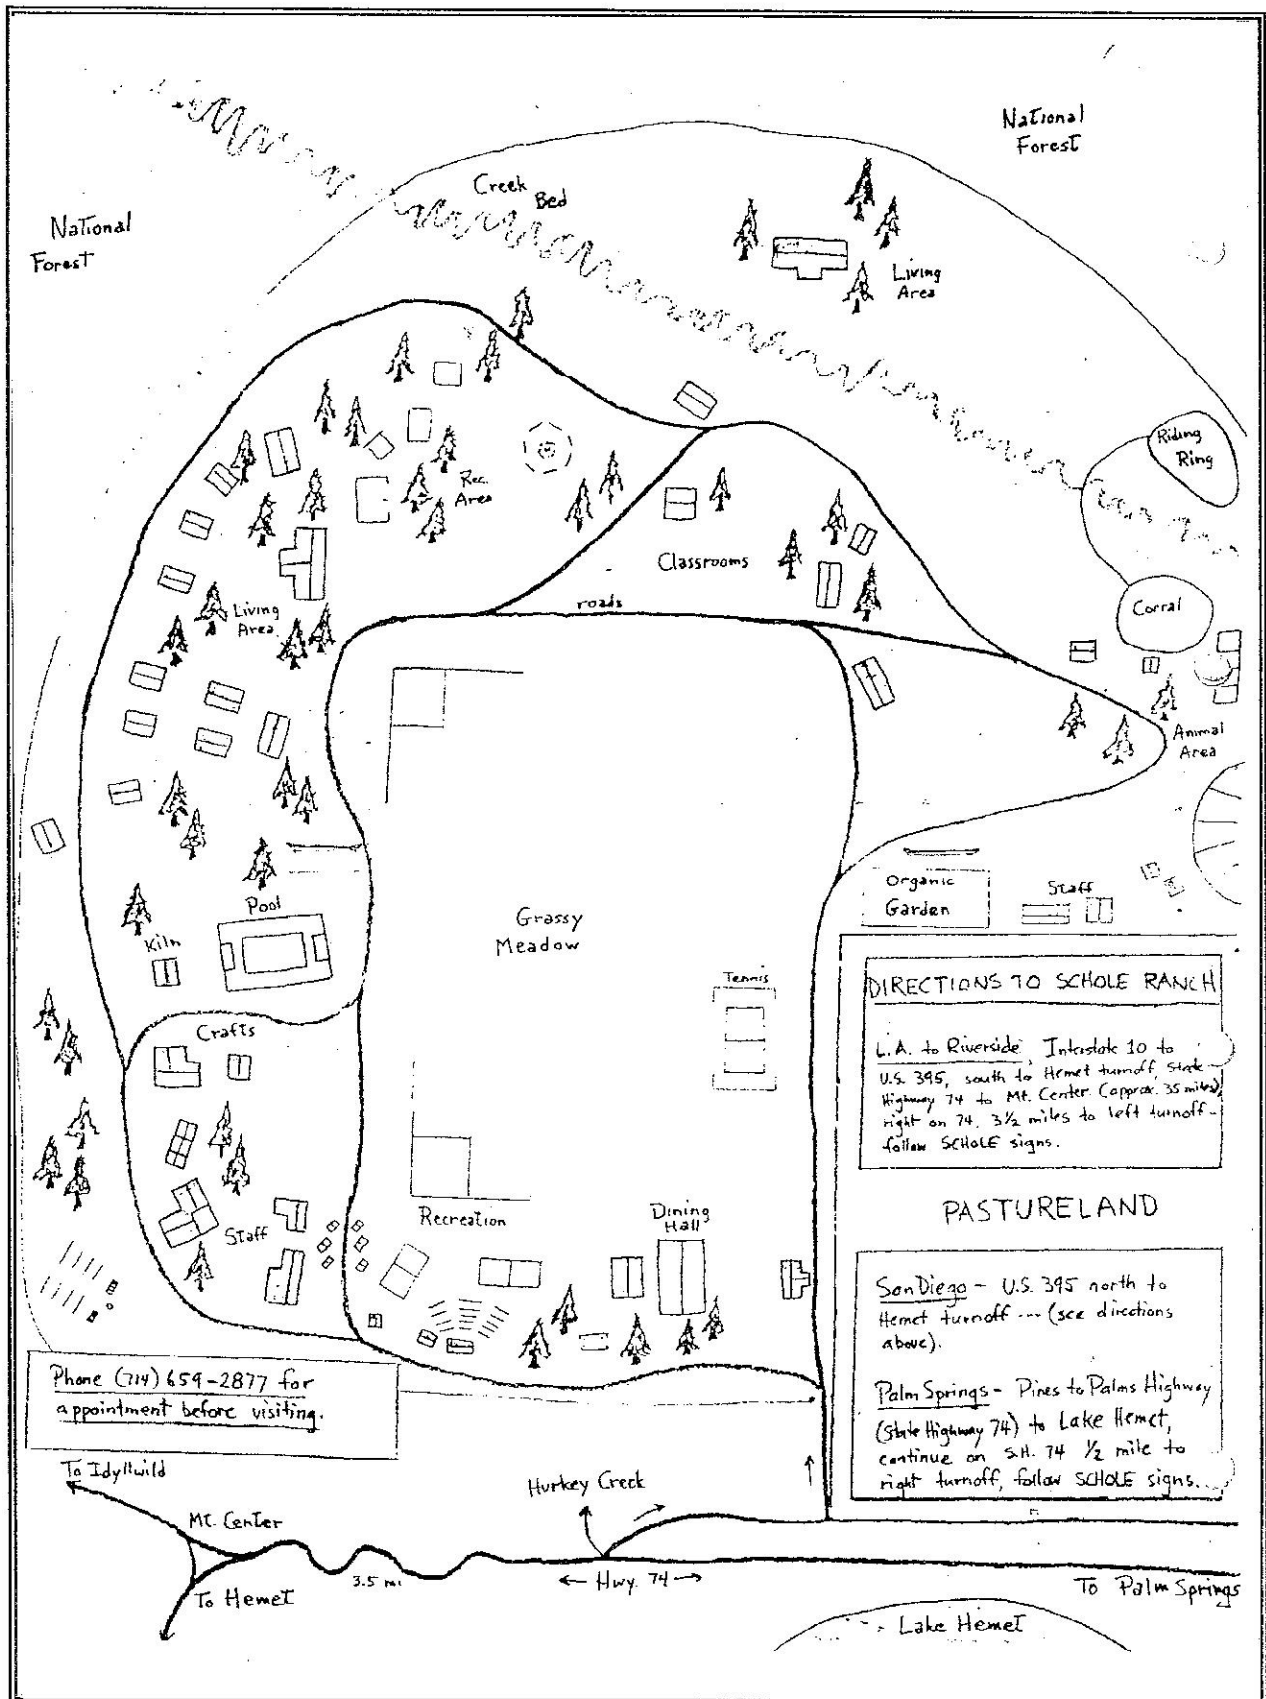 National
Forest
National
Forest
Creek
Bed
Living
Area
Riding
Ring
Rec.
Area
Classrooms
roads
Corral
Living
Area
Animal
Area
Organic
Garden
Staff
Pool
Kiln
Grassy
Meadow
Tennis
Crafts
Staff
Recreation
Dining
Hall
DIRECTIONS TO SCHOLE RANCH
L.A. to Riverside, Interstate 10 to
U.S. 395, south to Hemet turnoff, State
Highway 74 to Mt. Center (approx. 35 miles),
right on 74, 3½ miles to left turnoff -
follow SCHOLE signs.
PASTURELAND
San Diego - U.S. 395 north to
Hemet turnoff --- (see directions
above).
Palm Springs - Pines to Palms Highway
(State Highway 74) to Lake Hemet,
continue on S.H. 74 ½ mile to
right turnoff, follow SCHOLE signs.
Phone (714) 659-2877 for
appointment before visiting.
To Idyllwild
Mt. Center
To Hemet
3.5 mi
Hurkey Creek
← Hwy. 74 →
To Palm Springs
Lake Hemet